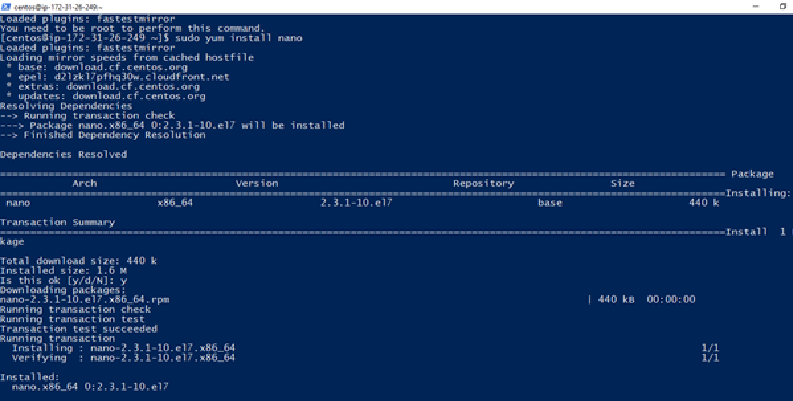 centos@ip-172-31-26-249:~
Loaded plugins: fastestmirror
You need to be root to perform this command.
[centos@ip-172-31-26-249 ~]$ sudo yum install nano
Loaded plugins: fastestmirror
Loading mirror speeds from cached hostfile
* base: download.cf.centos.org
* epel: d2lzkl7pfhq30w.cloudfront.net
* extras: download.cf.centos.org
* updates: download.cf.centos.org
Resolving Dependencies
--> Running transaction check
---> Package nano.x86_64 0:2.3.1-10.el7 will be installed
--> Finished Dependency Resolution
Dependencies Resolved
================================================================================ Package
Arch Version Repository Size
================================================================================Installing:
nano x86_64 2.3.1-10.el7 base 440 k
Transaction Summary
================================================================================Install 1
kage
Total download size: 440 k
Installed size: 1.6 M
Is this ok [y/d/N]: y
Downloading packages:
nano-2.3.1-10.el7.x86_64.rpm | 440 kB 00:00:00
Running transaction check
Running transaction test
Transaction test succeeded
Running transaction
Installing : nano-2.3.1-10.el7.x86_64 1/1
Verifying : nano-2.3.1-10.el7.x86_64 1/1
Installed:
nano.x86_64 0:2.3.1-10.el7